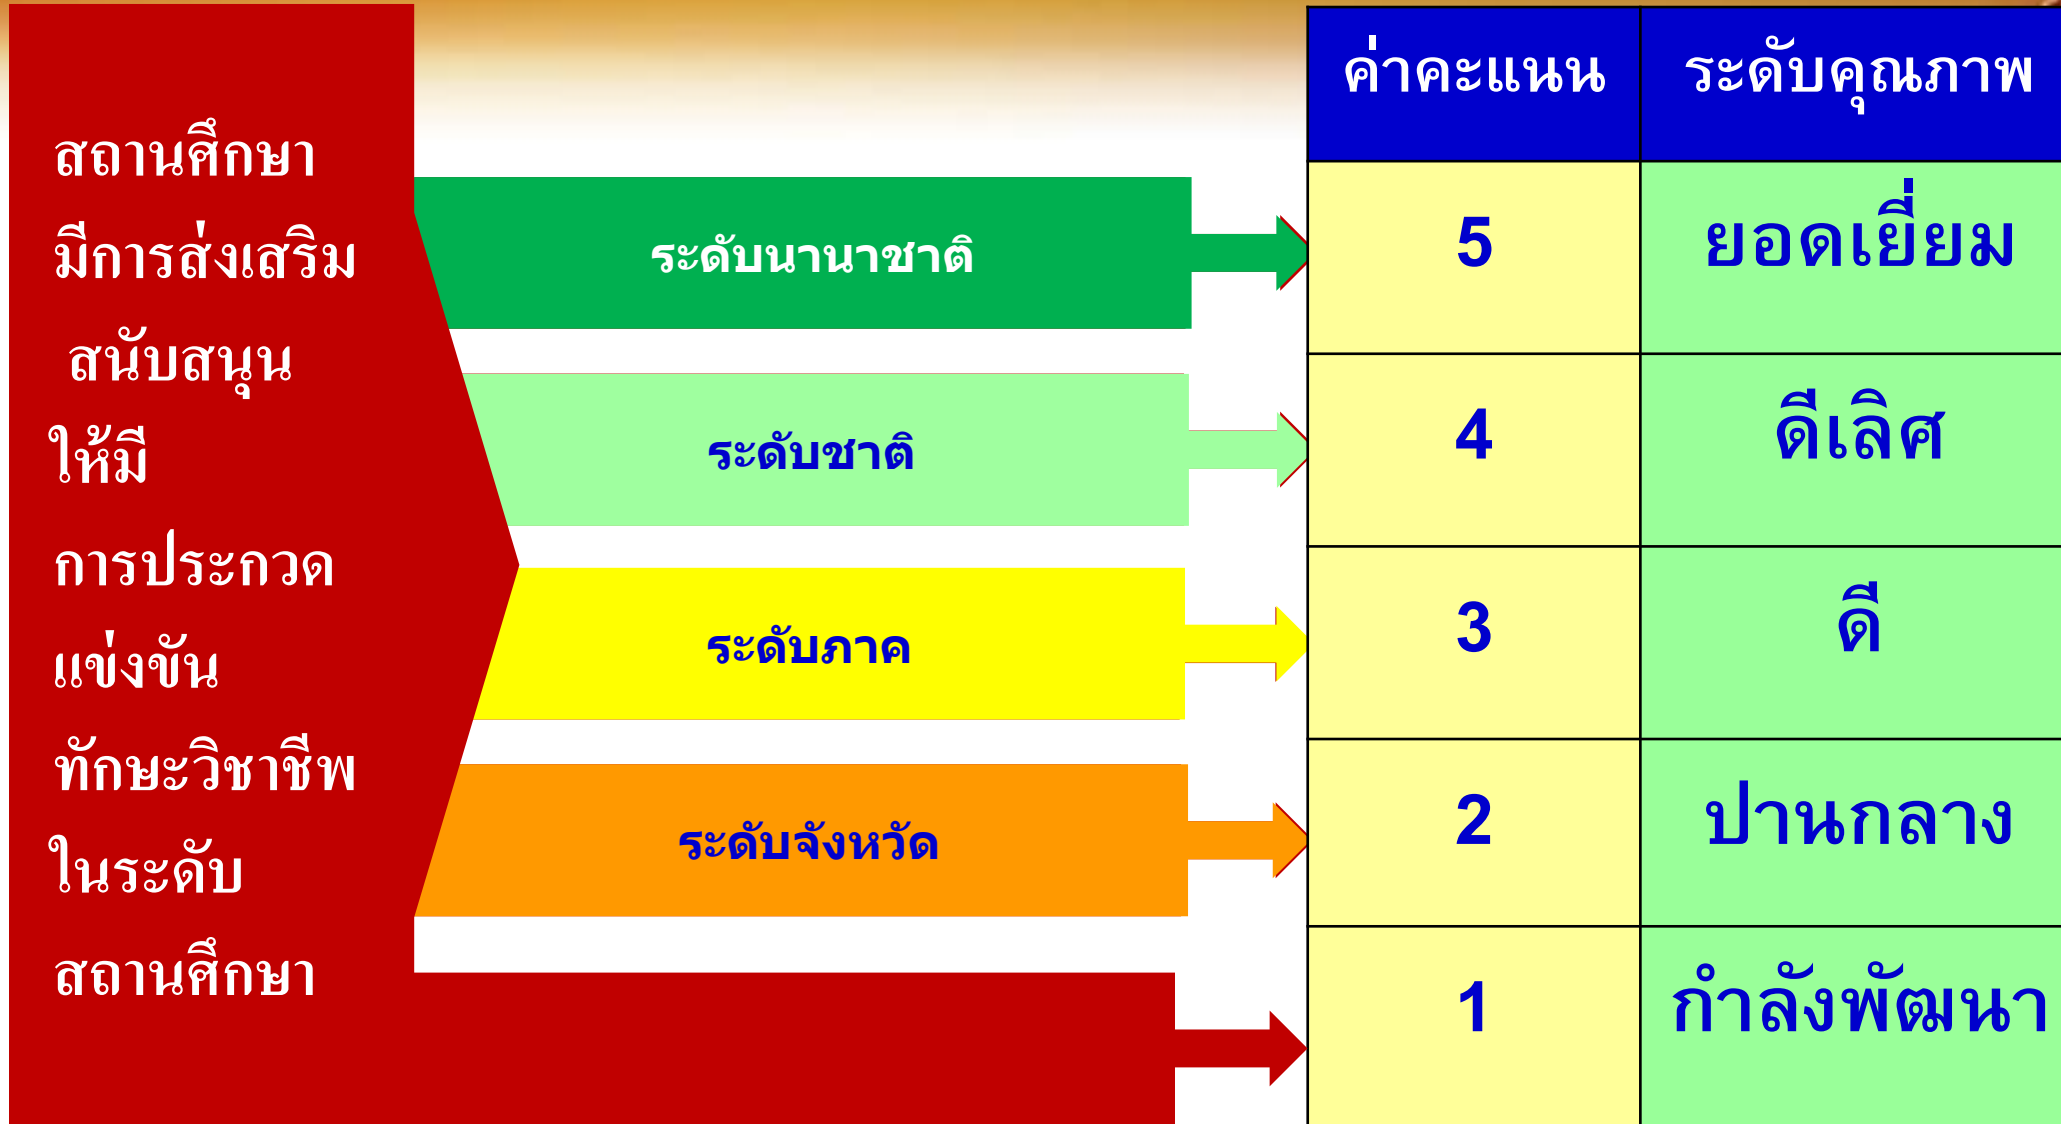 สถานศึกษา
มีการส่งเสริม
สนับสนุน
ให้มี
การประกวด
แข่งขัน
ทักษะวิชาชีพ
ในระดับ
สถานศึกษา
ระดับนานาชาติ
ระดับชาติ
ระดับภาค
ระดับจังหวัด
ค่าคะแนน ระดับคุณภาพ
5 ยอดเยี่ยม
4 ดีเลิศ
3 ดี
2 ปานกลาง
1 กำลังพัฒนา